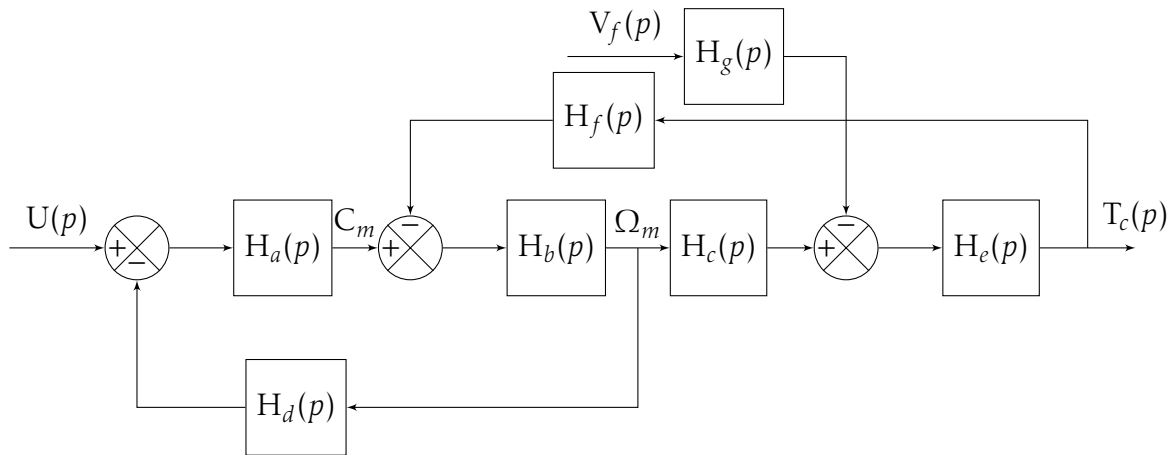 V_f(p)
H_g(p)
H_f(p)
−
−
U(p)
+
−
H_a(p)
C_m
+
H_b(p)
Ω_m
H_c(p)
+
H_e(p)
T_c(p)
H_d(p)